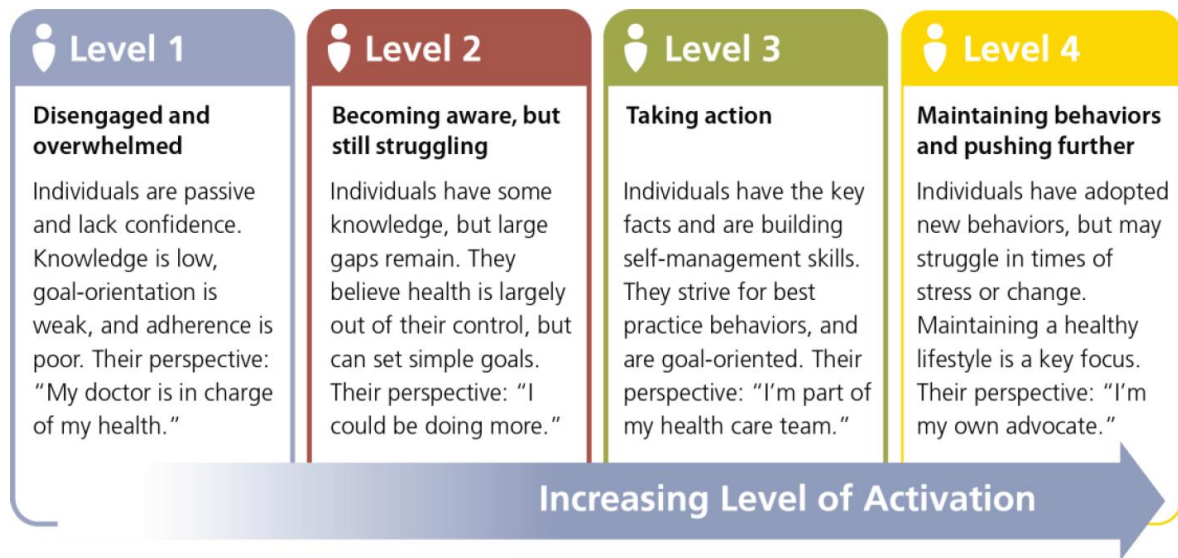 Level 1
Disengaged and
overwhelmed
Individuals are passive
and lack confidence.
Knowledge is low,
goal-orientation is
weak, and adherence is
poor. Their perspective:
“My doctor is in charge
of my health.”
Level 2
Becoming aware, but
still struggling
Individuals have some
knowledge, but large
gaps remain. They
believe health is largely
out of their control, but
can set simple goals.
Their perspective: “I
could be doing more.”
Level 3
Taking action
Individuals have the key
facts and are building
self-management skills.
They strive for best
practice behaviors, and
are goal-oriented. Their
perspective: “I’m part of
my health care team.”
Level 4
Maintaining behaviors
and pushing further
Individuals have adopted
new behaviors, but may
struggle in times of
stress or change.
Maintaining a healthy
lifestyle is a key focus.
Their perspective: “I’m
my own advocate.”
Increasing Level of Activation